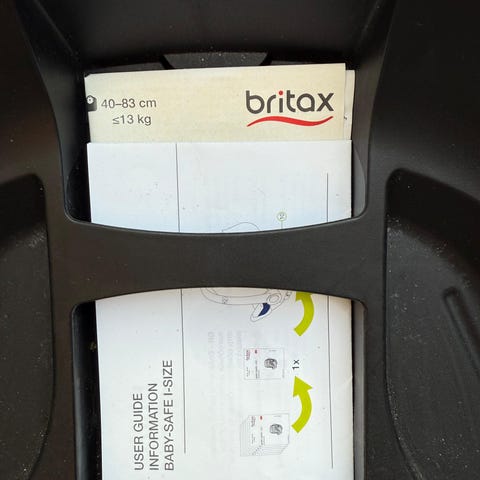 40–83 cm
≤13 kg
britax
USER GUIDE
INFORMATION
BABY-SAFE I-SIZE
1x